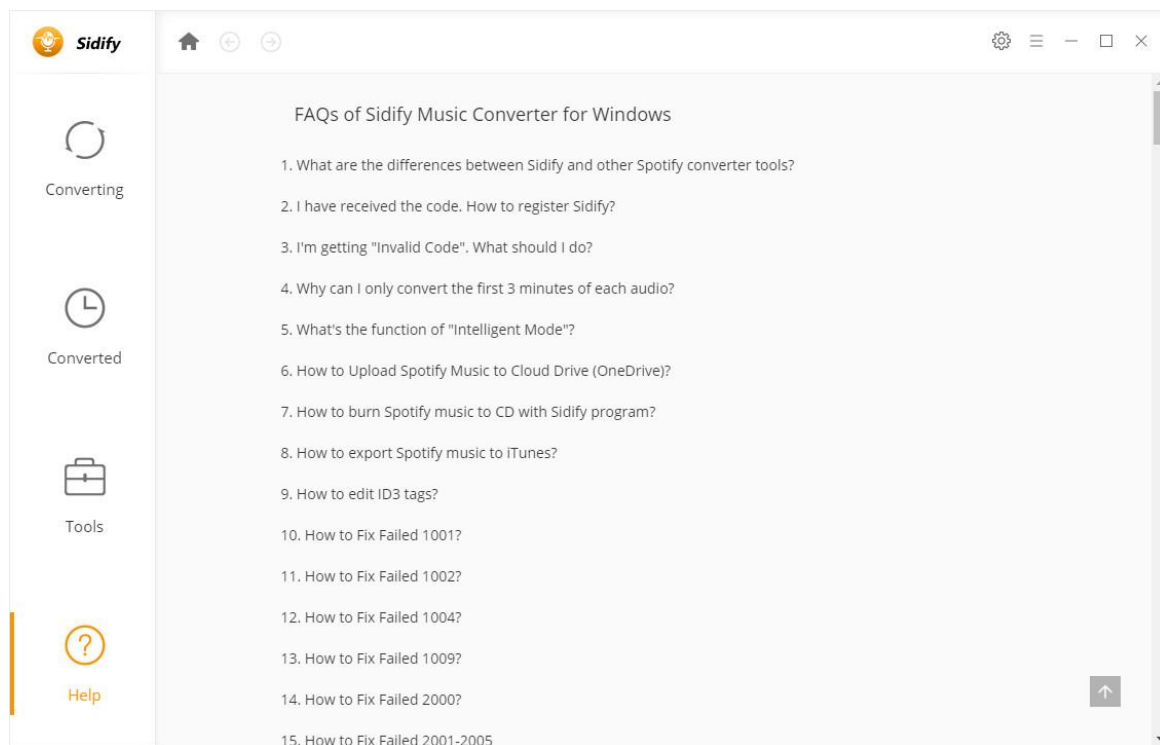 Sidify
Converting
Converted
Tools
Help
FAQs of Sidify Music Converter for Windows
1. What are the differences between Sidify and other Spotify converter tools?
2. I have received the code. How to register Sidify?
3. I'm getting "Invalid Code". What should I do?
4. Why can I only convert the first 3 minutes of each audio?
5. What's the function of "Intelligent Mode"?
6. How to Upload Spotify Music to Cloud Drive (OneDrive)?
7. How to burn Spotify music to CD with Sidify program?
8. How to export Spotify music to iTunes?
9. How to edit ID3 tags?
10. How to Fix Failed 1001?
11. How to Fix Failed 1002?
12. How to Fix Failed 1004?
13. How to Fix Failed 1009?
14. How to Fix Failed 2000?
15. How to Fix Failed 2001-2005